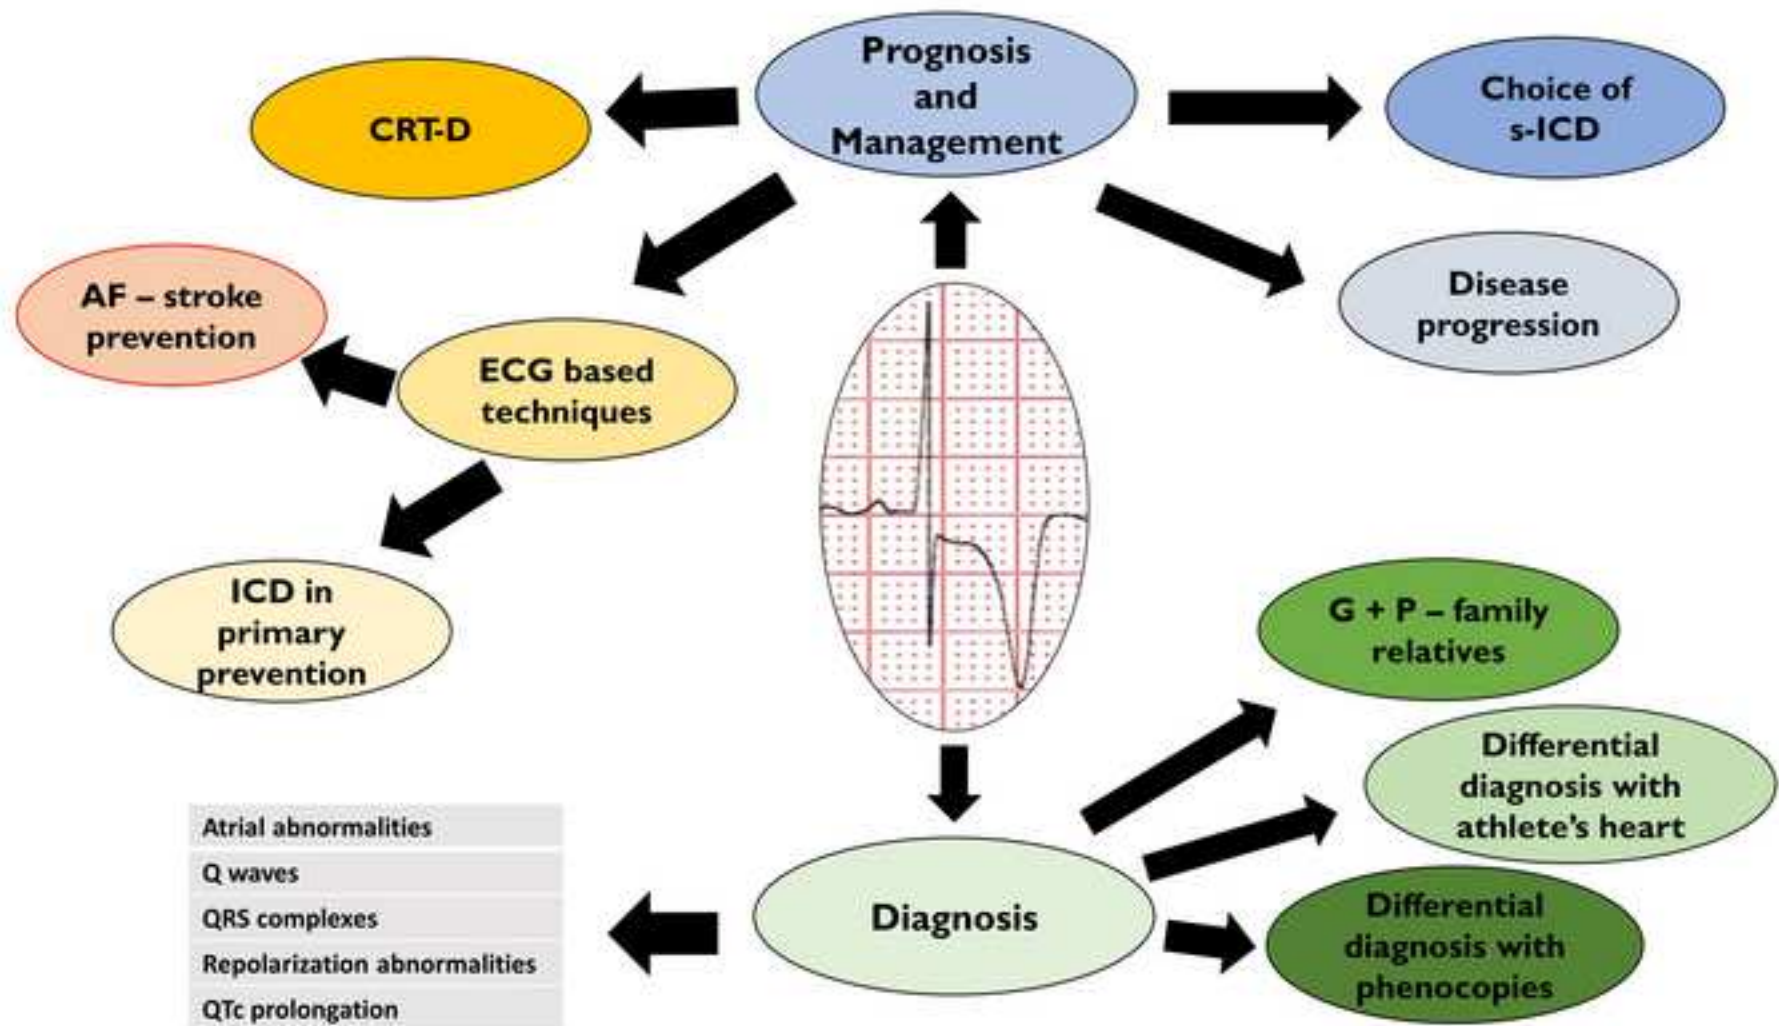 Prognosis
and
Management
CRT-D
Choice of
s-ICD
AF – stroke
prevention
ECG based
techniques
Disease
progression
ICD in
primary
prevention
G + P – family
relatives
Differential
diagnosis with
athlete's heart
Diagnosis
Differential
diagnosis with
phenocopies
Atrial abnormalities
Q waves
QRS complexes
Repolarization abnormalities
QTc prolongation